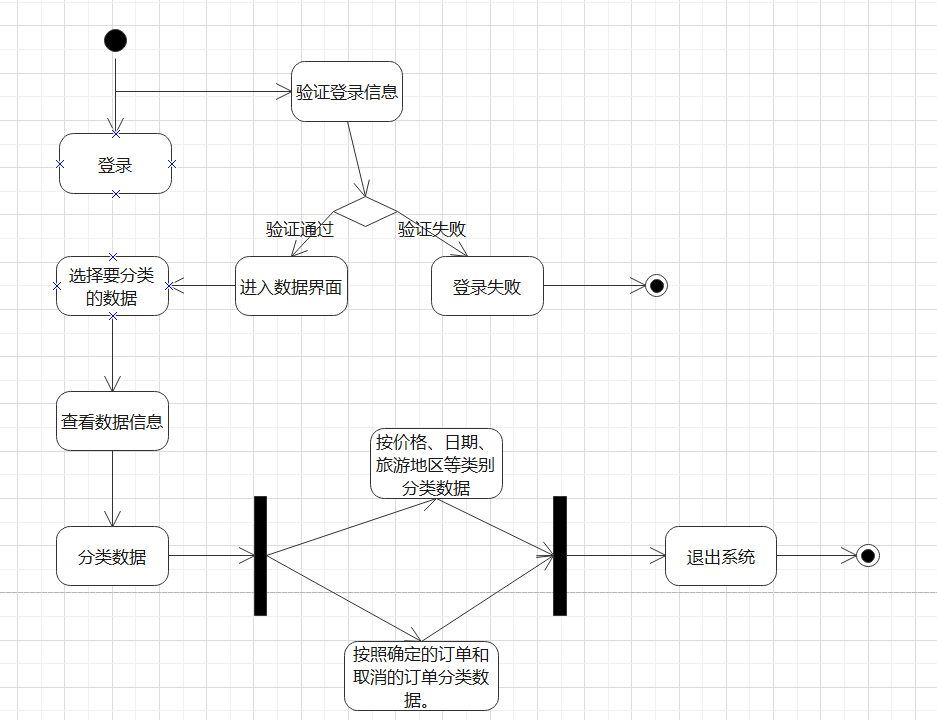 验证登录信息
登录
验证通过
验证失败
选择要分类
的数据
进入数据界面
登录失败
查看数据信息
按价格、日期、
旅游地区等类别
分类数据
分类数据
退出系统
按照确定的订单和
取消的订单分类数
据。